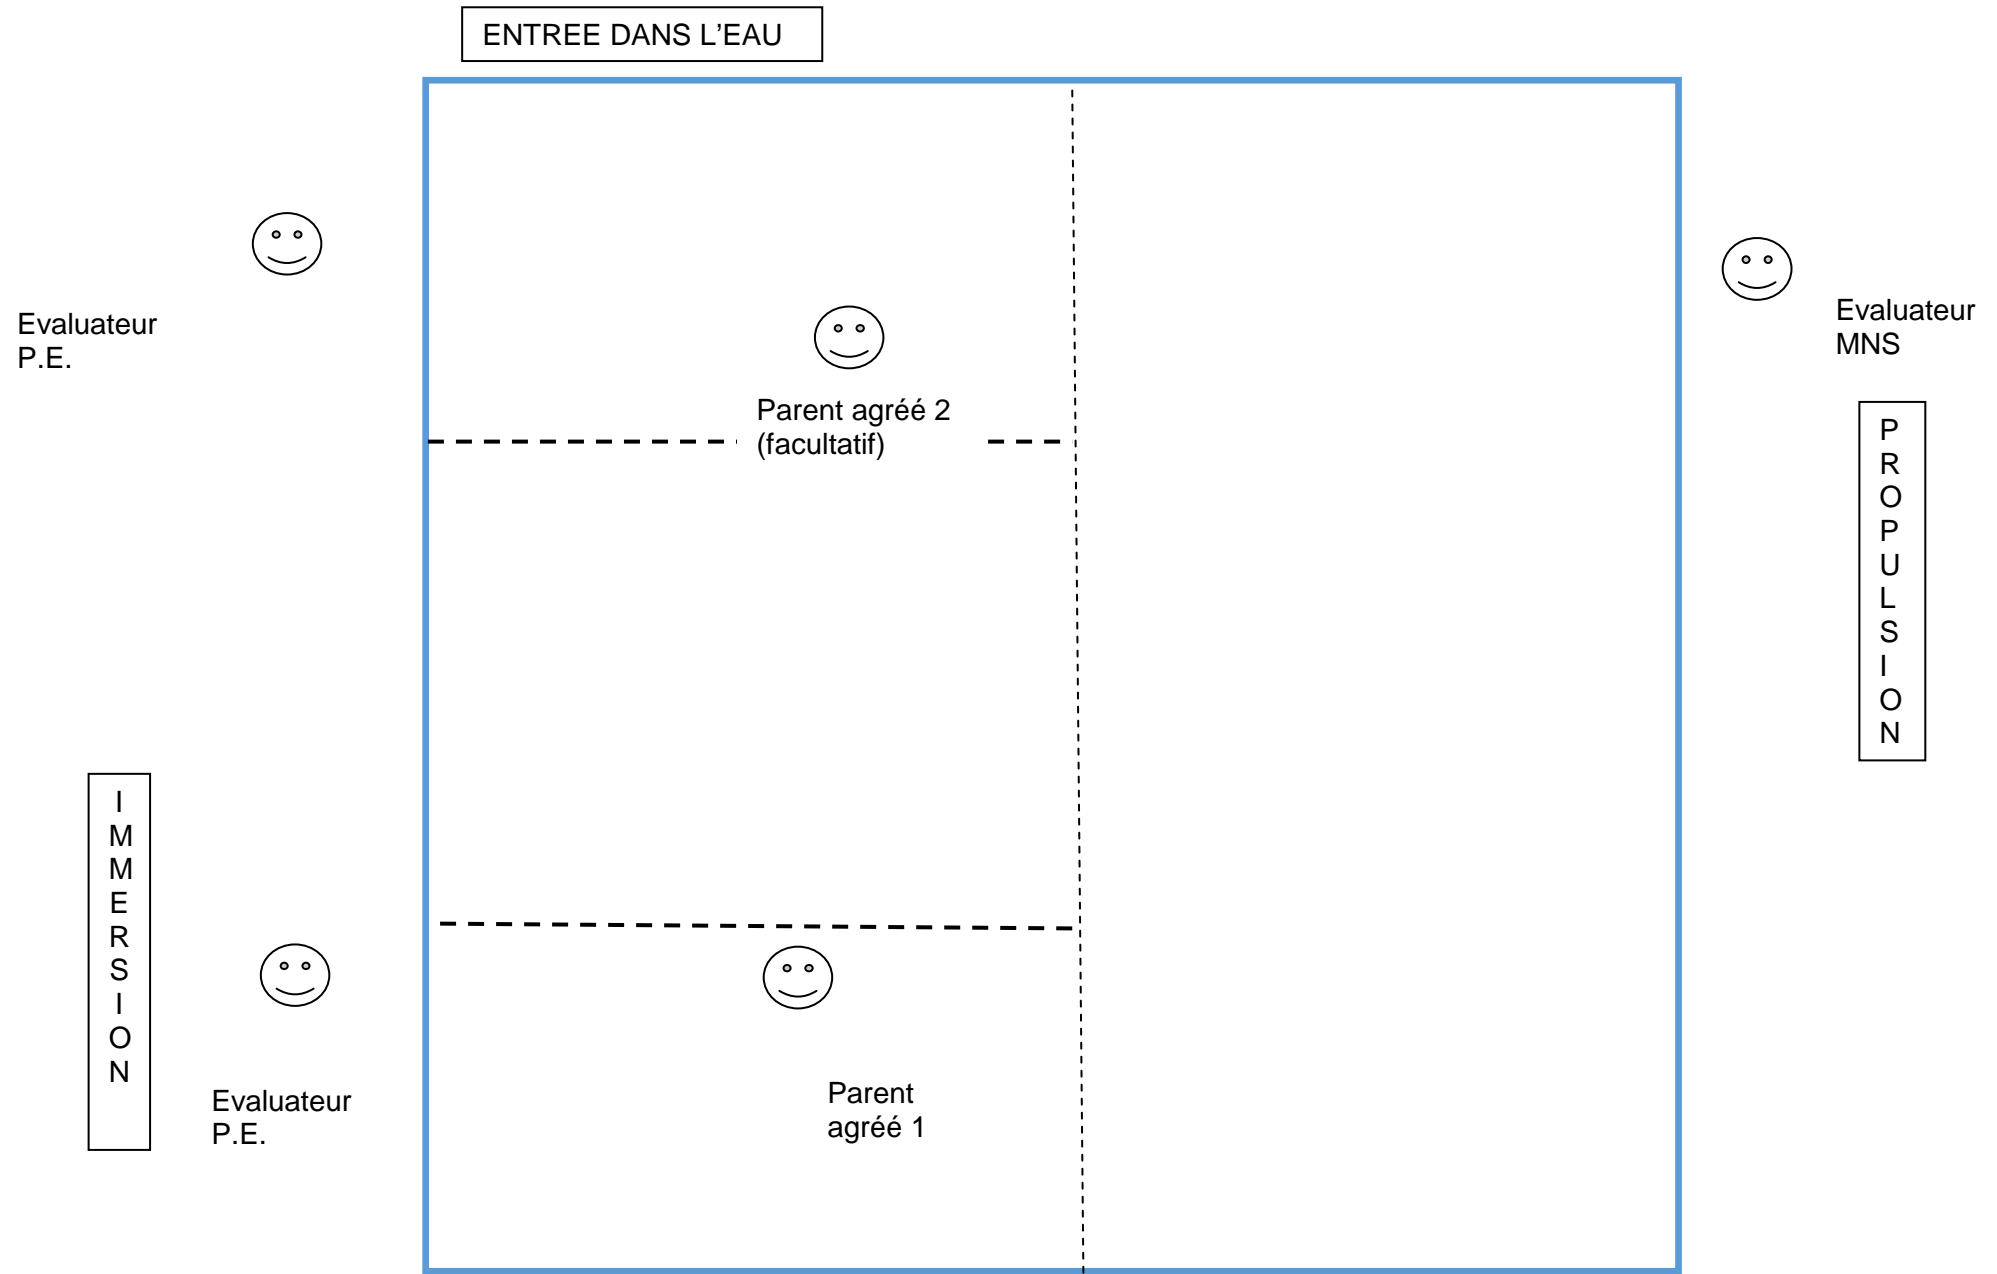 ENTREE DANS L'EAU
Evaluateur
P.E.
Parent agréé 2
(facultatif)
Evaluateur
MNS
P
R
O
P
U
L
S
I
O
N
I
M
M
E
R
S
I
O
N
Evaluateur
P.E.
Parent
agréé 1